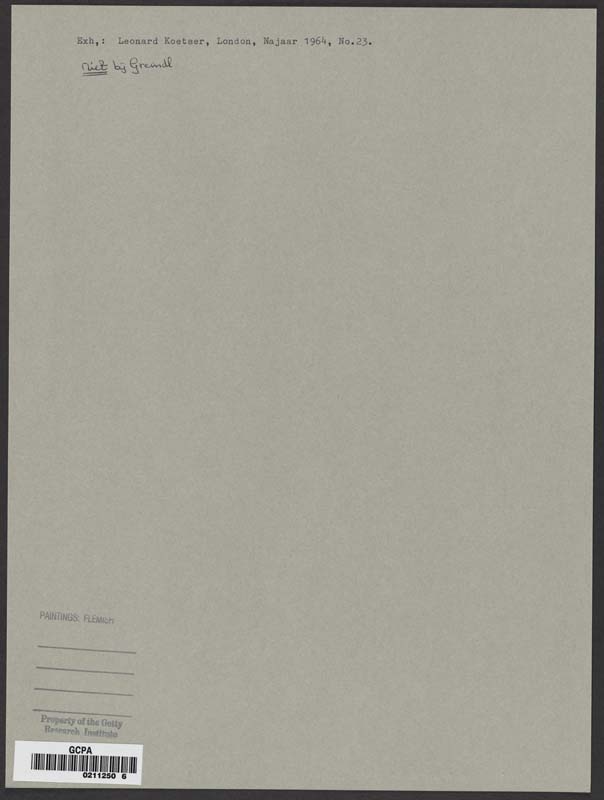 Exh,: Leonard Koetser, London, Najaar 1964, No.23.
niet bij Greindl
PAINTINGS: FLEMISH
Property of the Getty
Research Institute
GCPA
0211250 6